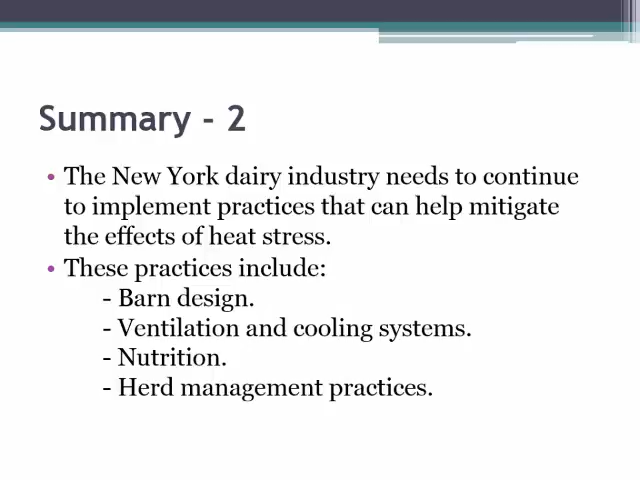 Summary - 2
• The New York dairy industry needs to continue
to implement practices that can help mitigate
the effects of heat stress.
• These practices include:
- Barn design.
- Ventilation and cooling systems.
- Nutrition.
- Herd management practices.